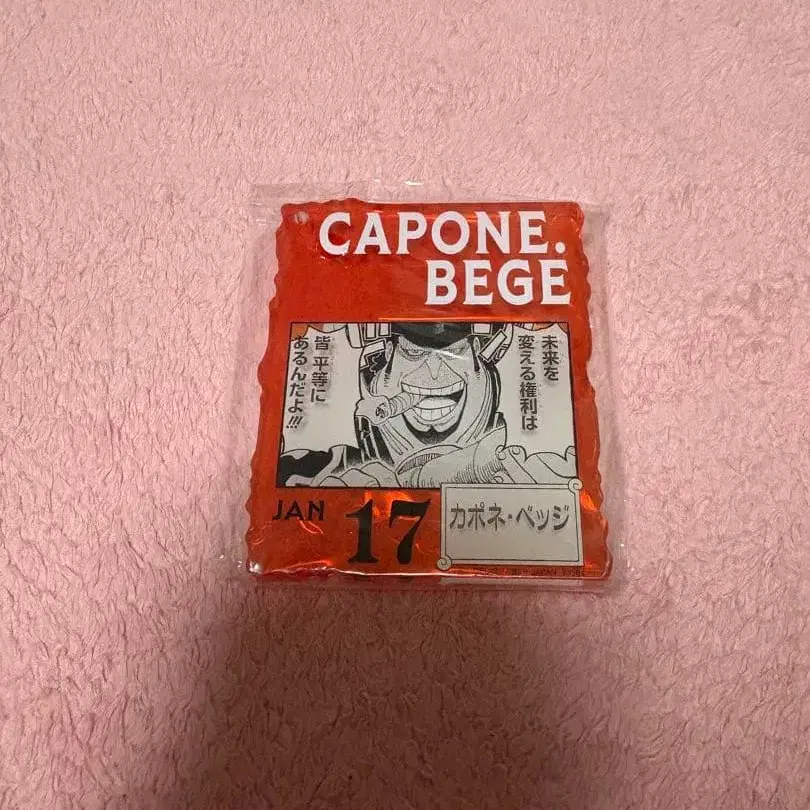 CAPONE.
BEGE
未来を
変える権利は
皆 平等に
あるんだよ!!!
JAN 17
カポネ・ベッジ